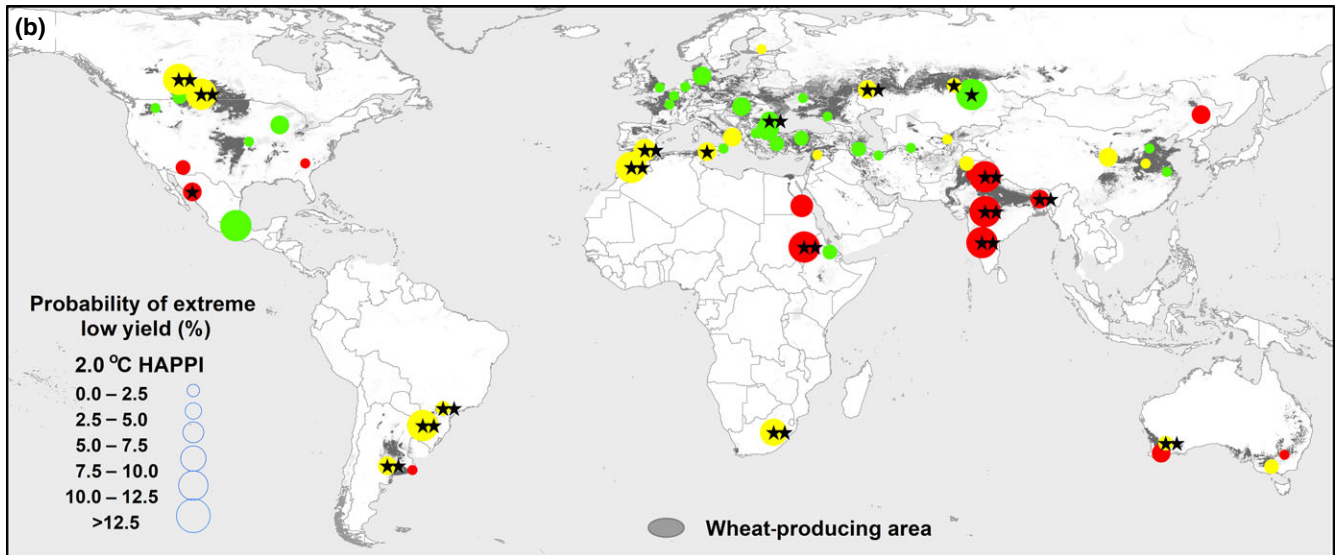 (b)
Probability of extreme
low yield (%)
2.0 °C HAPPI
0.0 – 2.5
2.5 – 5.0
5.0 – 7.5
7.5 – 10.0
10.0 – 12.5
>12.5
Wheat-producing area